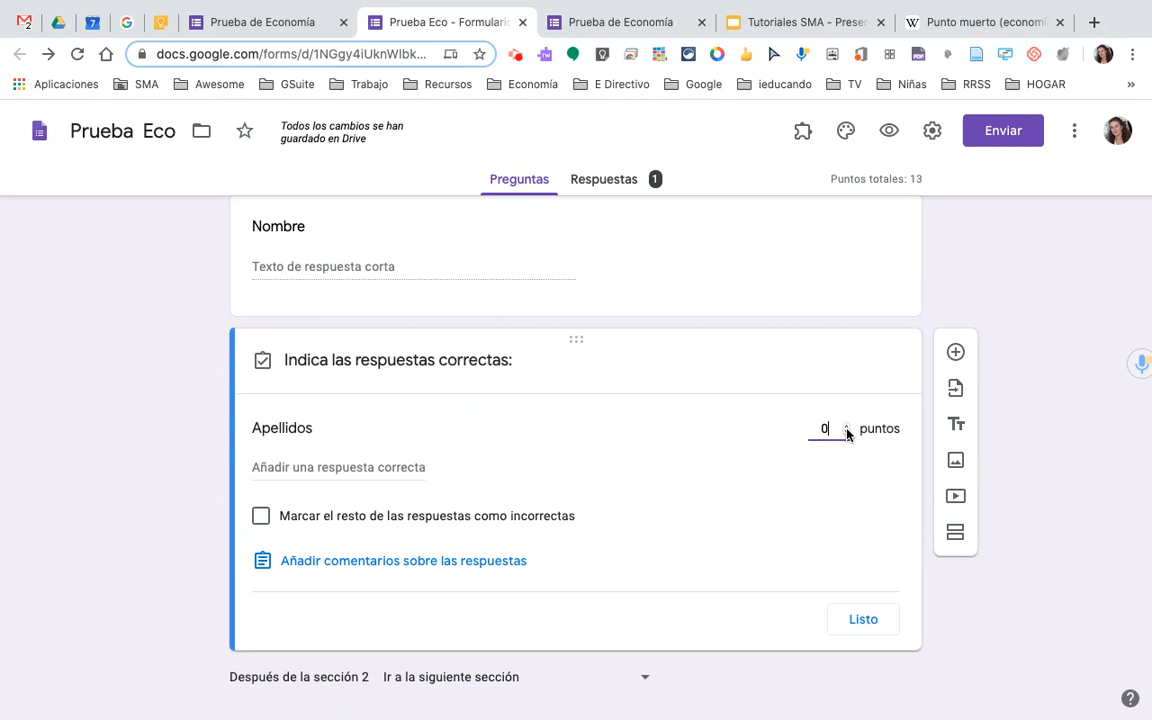 Prueba de Economía
Prueba Eco - Formulario
Prueba de Economía
Tutoriales SMA - Presen
Punto muerto (economí
docs.google.com/forms/d/1NGgy4iUknWIbk...
Aplicaciones SMA Awesome GSuite Trabajo Recursos Economía E Directivo Google ieducando TV Niñas RRSS HOGAR »
Prueba Eco
Todos los cambios se han
guardado en Drive
Enviar
Preguntas Respuestas 1
Puntos totales: 13
Nombre
Texto de respuesta corta
Indica las respuestas correctas:
Apellidos
0 puntos
Añadir una respuesta correcta
Marcar el resto de las respuestas como incorrectas
Añadir comentarios sobre las respuestas
Listo
Después de la sección 2 Ir a la siguiente sección